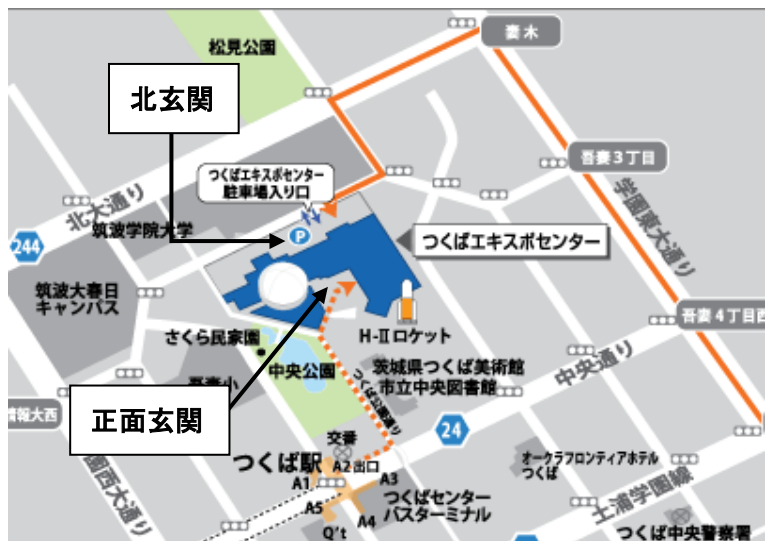 妻木
松見公園
北玄関
吾妻3丁目
つくばエキスポセンター
駐車場入り口
北大通り
学園東大通り
筑波学院大学
P
244
つくばエキスポセンター
筑波大春日
キャンパス
H-Ⅱロケット
吾妻4丁目西
さくら民家園
中央通り
茨城県つくば美術館
市立中央図書館
中央公園
吾妻小
つくば公園通り
正面玄関
情報大西
24
交番
つくば駅
A2出口
オークラフロンティアホテル
つくば
A1
A3
土浦学園線
園西大通り
A5
A4
つくばセンター
バスターミナル
Q't
つくば中央警察署